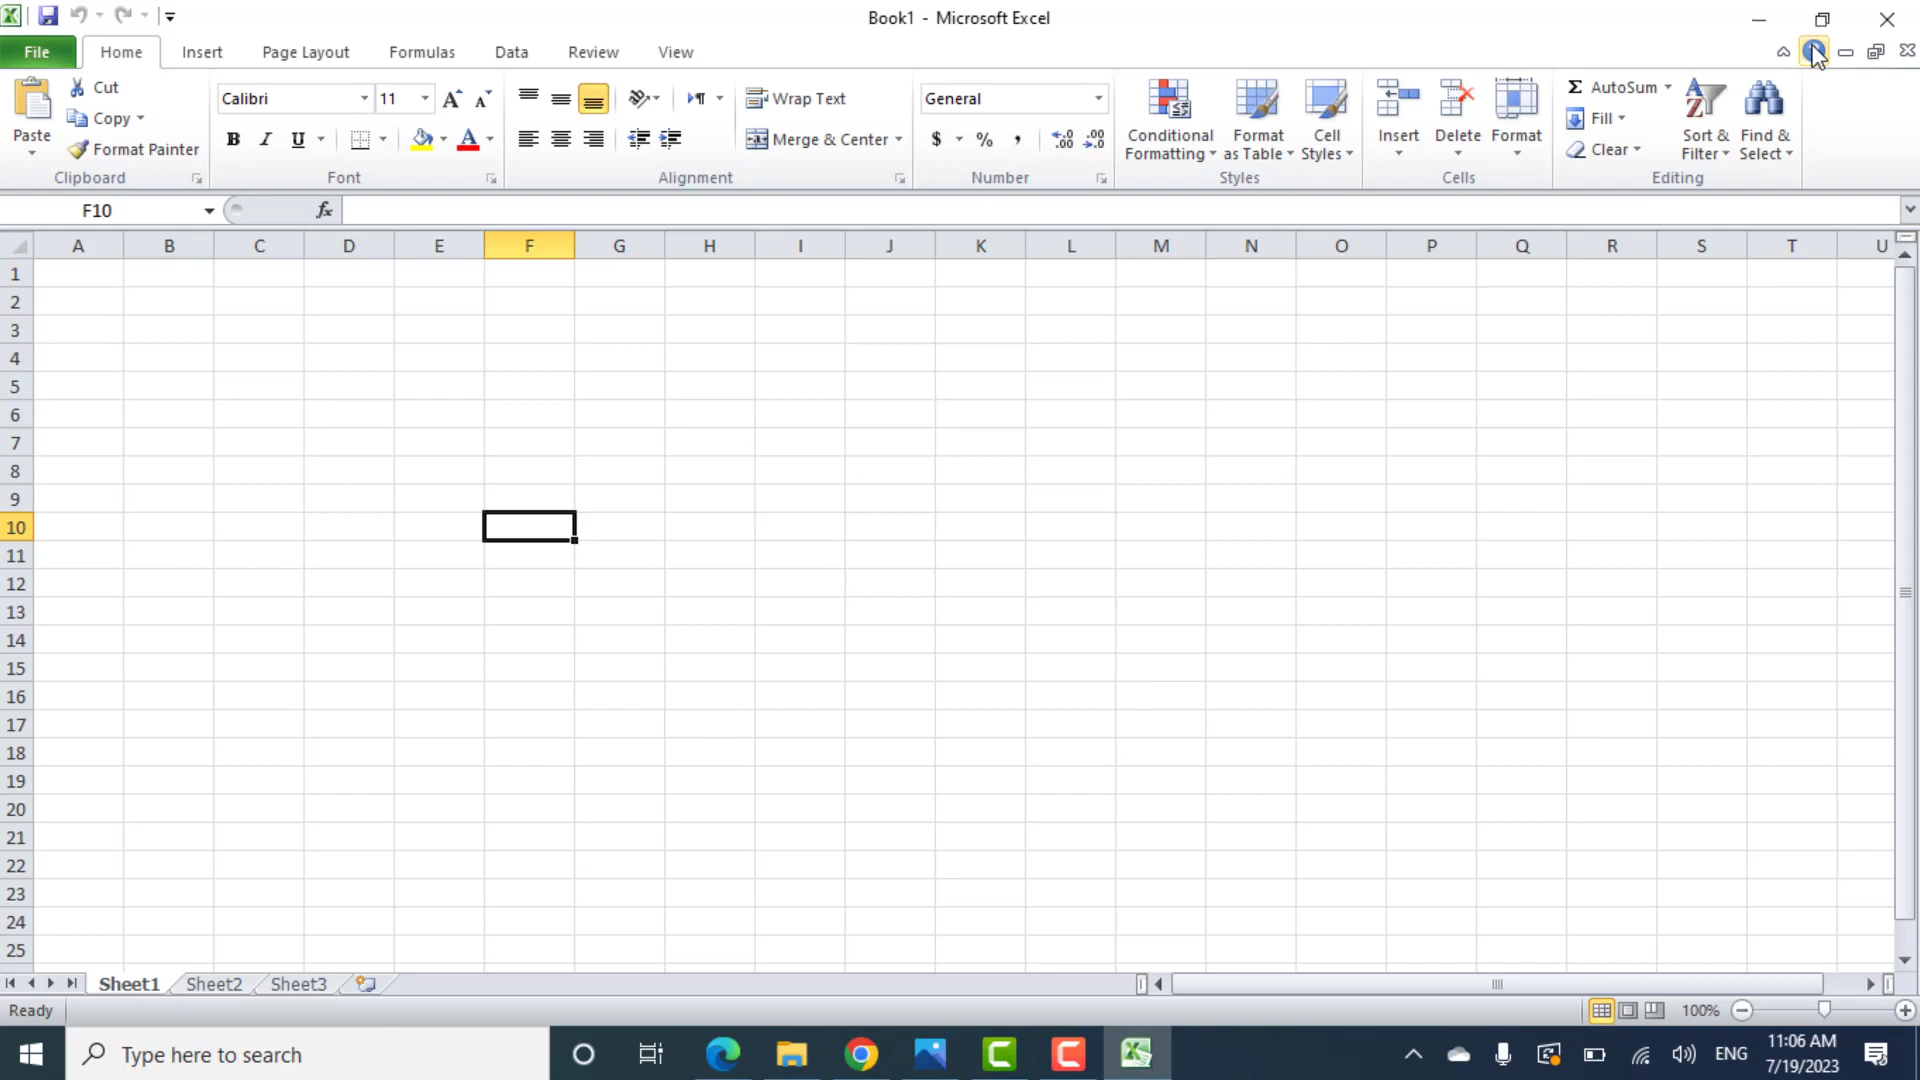 Book1 - Microsoft Excel
File Home Insert Page Layout Formulas Data Review View
Paste
Cut
Copy
Format Painter
Clipboard
Calibri 11
B I U A
Font
Wrap Text
Merge & Center
Alignment
General
$ % ,
Number
Conditional Formatting
Format as Table
Cell Styles
Styles
Insert Delete Format
Cells
Σ AutoSum
Fill
Clear
Sort & Filter
Find & Select
Editing
F10 fx
A B C D E F G H I J K L M N O P Q R S T U
1
2
3
4
5
6
7
8
9
10
11
12
13
14
15
16
17
18
19
20
21
22
23
24
25
Sheet1 Sheet2 Sheet3
Ready 100%
Type here to search ENG 11:06 AM
7/19/2023